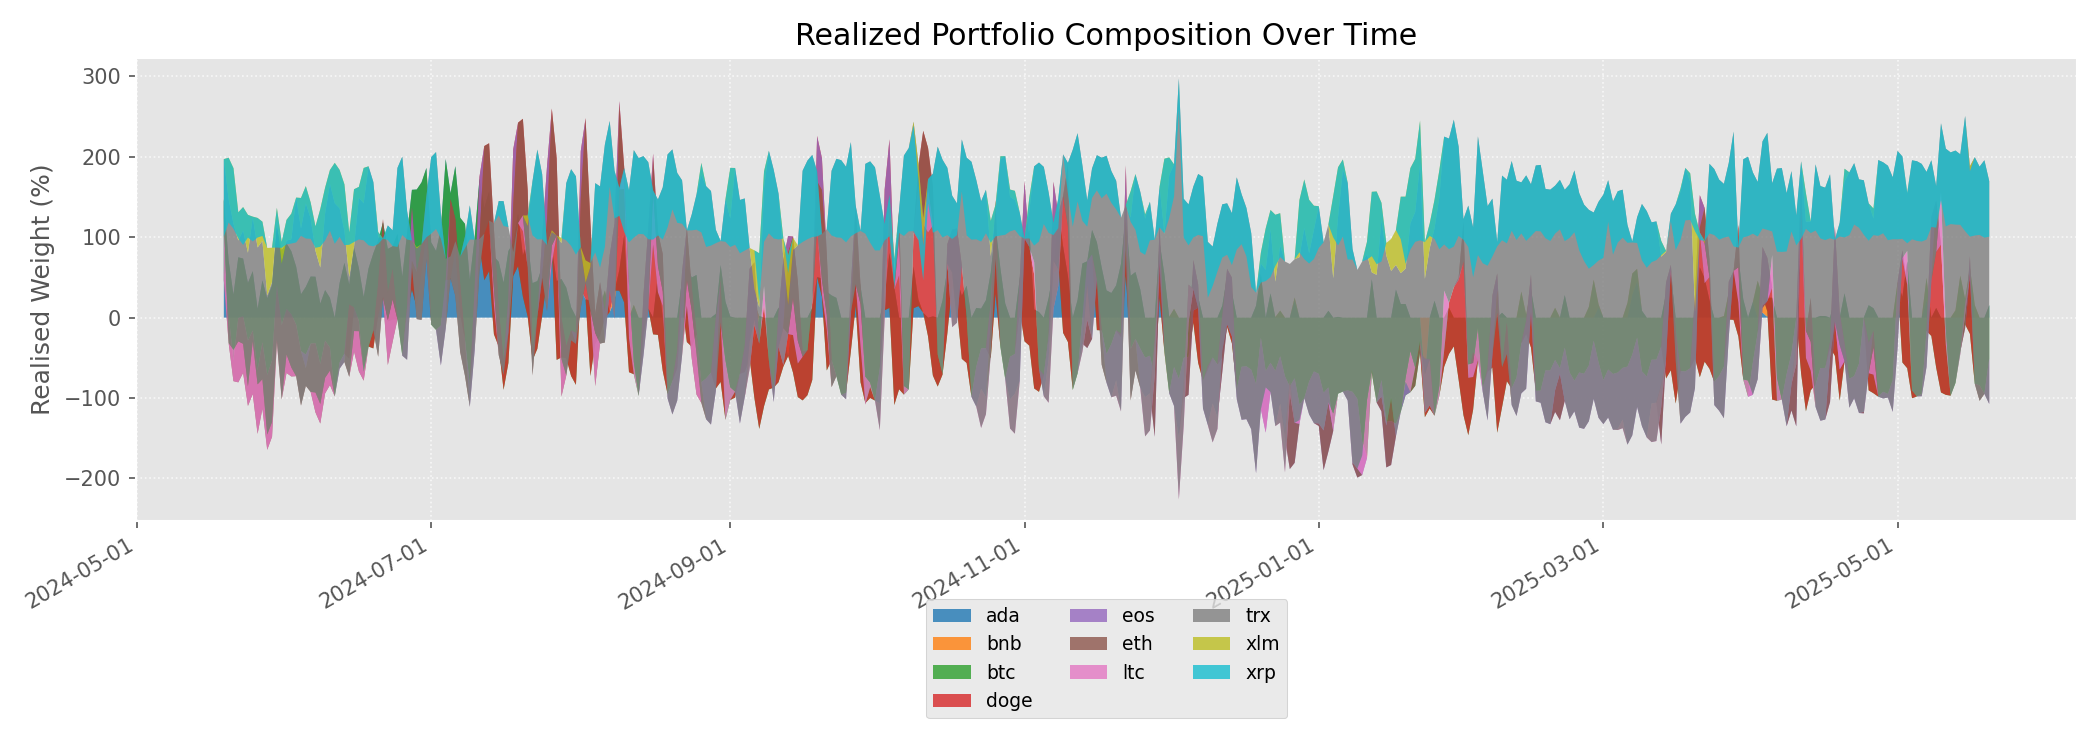 Realized Portfolio Composition Over Time
Realised Weight (%)
300
200
100
0
−100
−200
2024-05-01
2024-07-01
2024-09-01
2024-11-01
2025-01-01
2025-03-01
2025-05-01
ada
bnb
btc
doge
eos
eth
ltc
trx
xlm
xrp